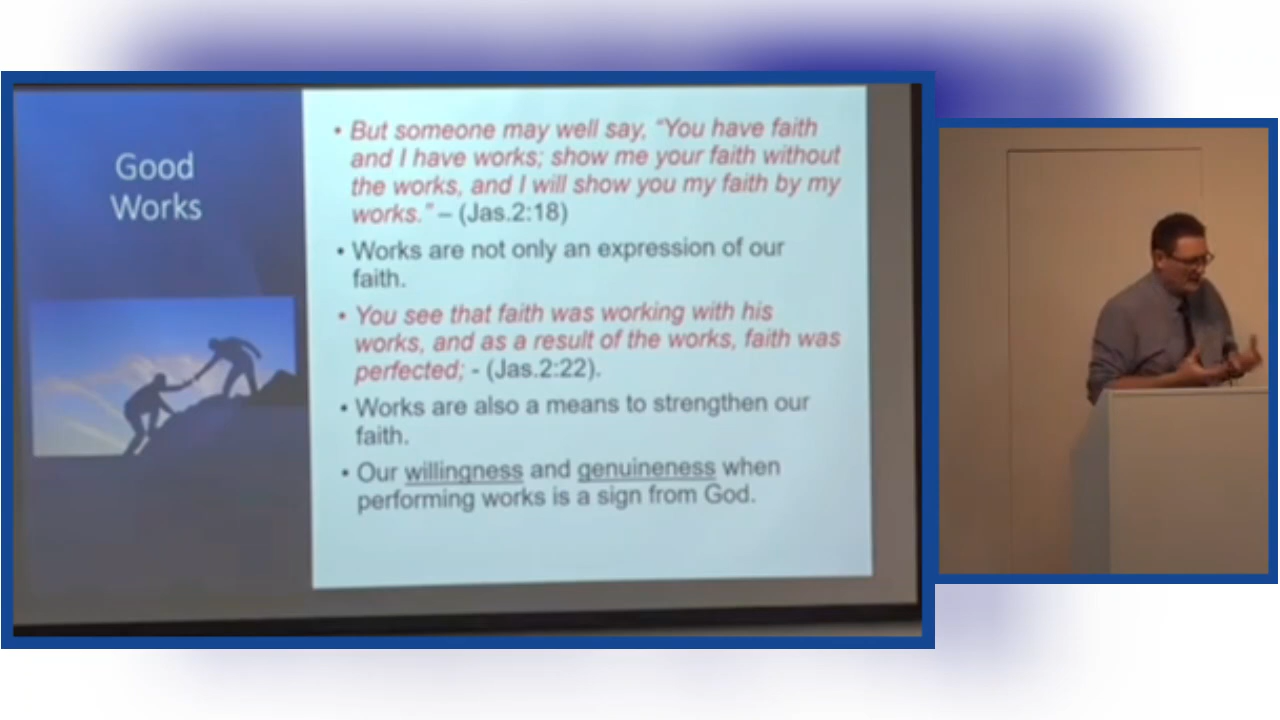 Good
Works
• But someone may well say, "You have faith
and I have works; show me your faith without
the works, and I will show you my faith by my
works." – (Jas.2:18)
• Works are not only an expression of our
faith.
• You see that faith was working with his
works, and as a result of the works, faith was
perfected; - (Jas.2:22).
• Works are also a means to strengthen our
faith.
• Our willingness and genuineness when
performing works is a sign from God.